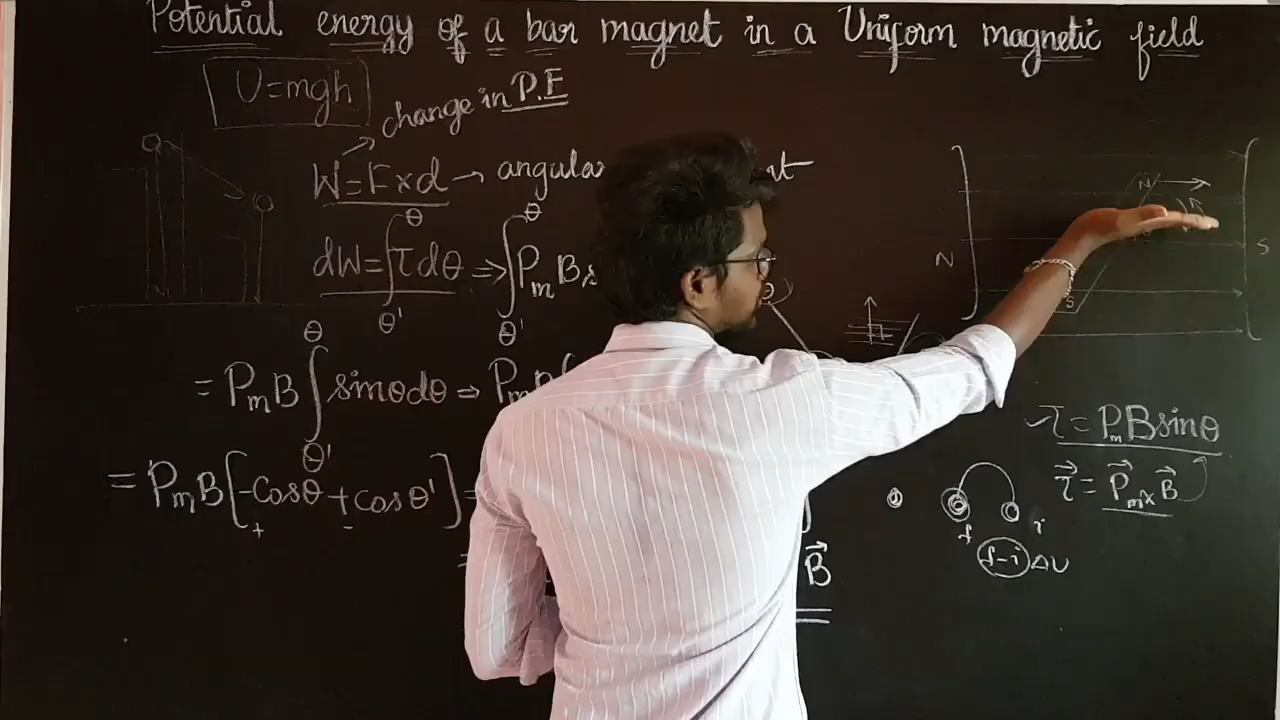 Potential energy of a bar magnet in a Uniform magnetic field
U=mgh
change in P.E
W=F×d → angular
dW=∫τdθ ⇒ ∫PmB
θ θ
θ' θ'
= PmB∫sinθdθ ⇒ Pm
θ
θ'
= PmB[-cosθ+cosθ']
+ -
B⃗
N
S
N
S
τ=PmBsinθ
τ⃗=P⃗m×B⃗
f i
f-i ΔU